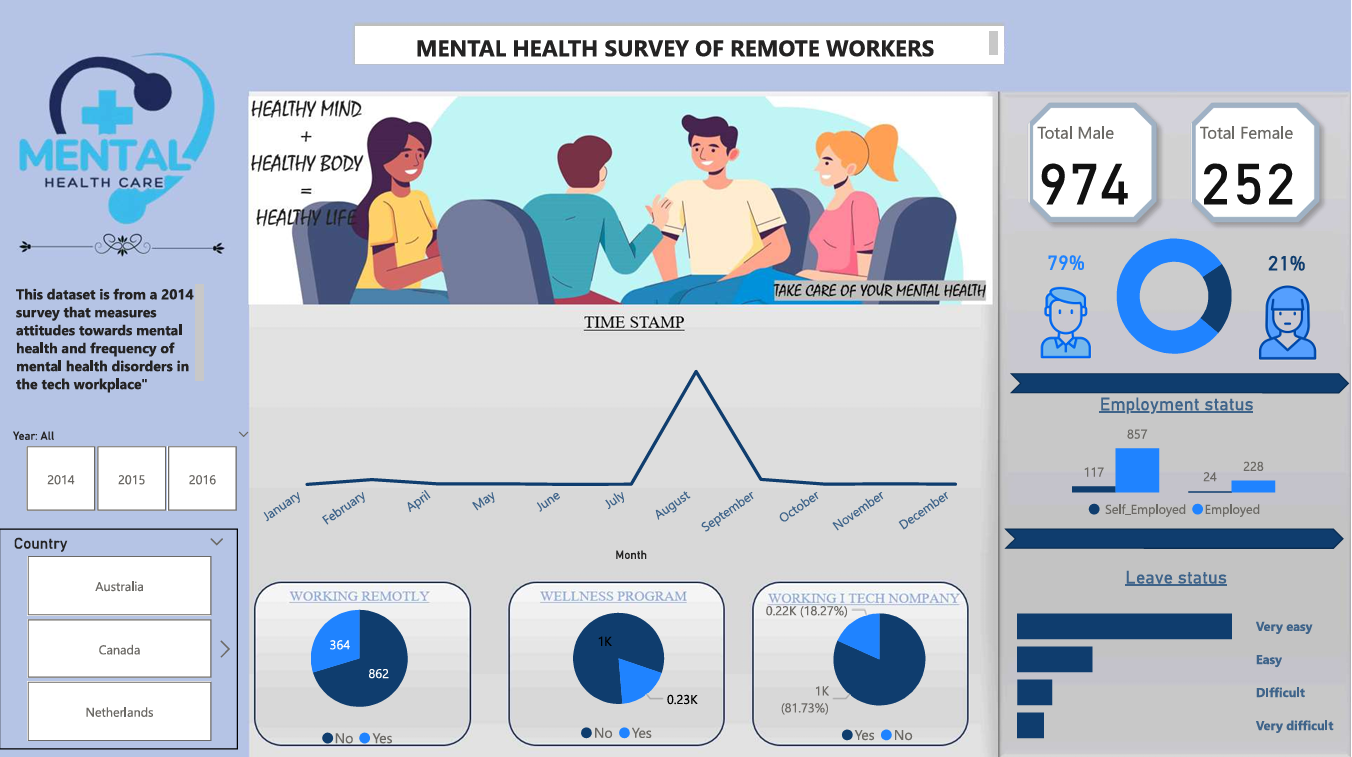 MENTAL HEALTH SURVEY OF REMOTE WORKERS
MENTAL
HEALTH CARE
This dataset is from a 2014
survey that measures
attitudes towards mental
health and frequency of
mental health disorders in
the tech workplace"
Year: All
2014
2015
2016
Country
Australia
Canada
Netherlands
HEALTHY MIND
+
HEALTHY BODY
=
HEALTHY LIFE
TAKE CARE OF YOUR MENTAL HEALTH
TIME STAMP
January
February
April
May
June
July
August
September
October
November
December
Month
WORKING REMOTLY
364
862
No Yes
WELLNESS PROGRAM
1K
0.23K
No Yes
WORKING I TECH NOMPANY
0.22K (18.27%)
1K
(81.73%)
Yes No
Total Male
974
Total Female
252
79%
21%
Employment status
857
117
24
228
Self_Employed Employed
Leave status
Very easy
Easy
DIfficult
Very difficult